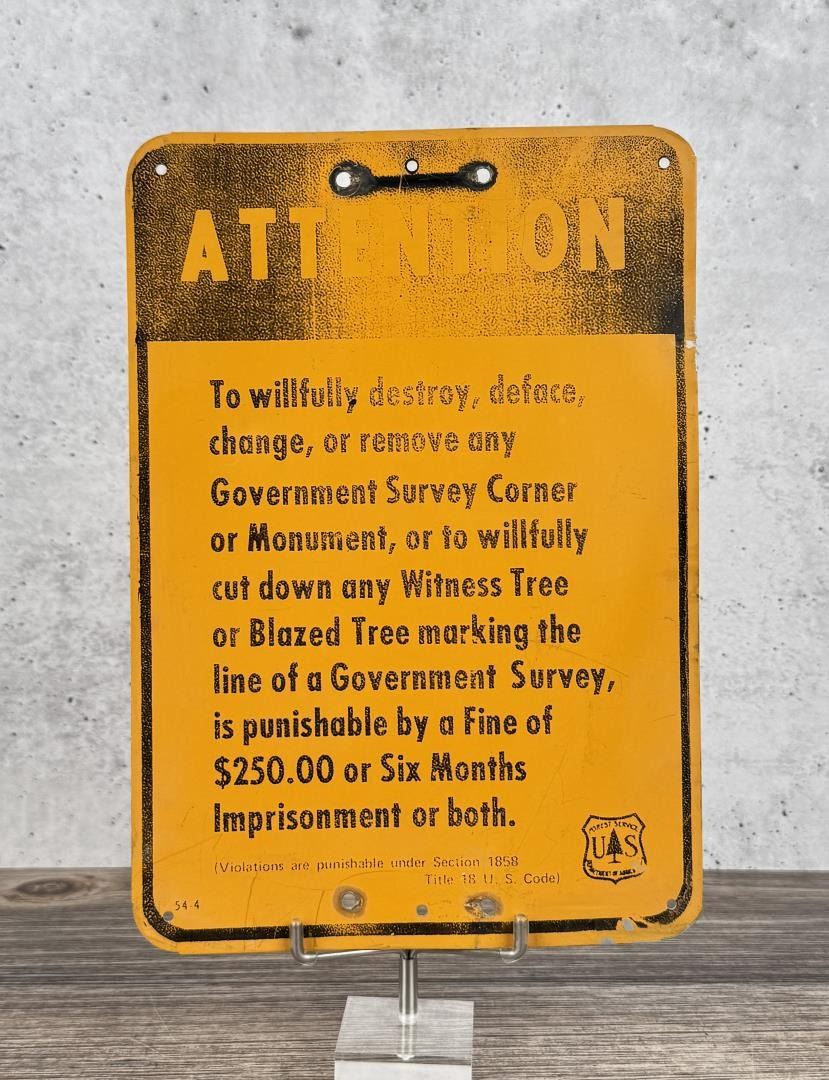 ATTENTION
To willfully destroy, deface,
change, or remove any
Government Survey Corner
or Monument, or to willfully
cut down any Witness Tree
or Blazed Tree marking the
line of a Government Survey,
is punishable by a Fine of
$250.00 or Six Months
Imprisonment or both.
(Violations are punishable under Section 1858
Title 18 U. S. Code)
FOREST SERVICE
U S
54-4